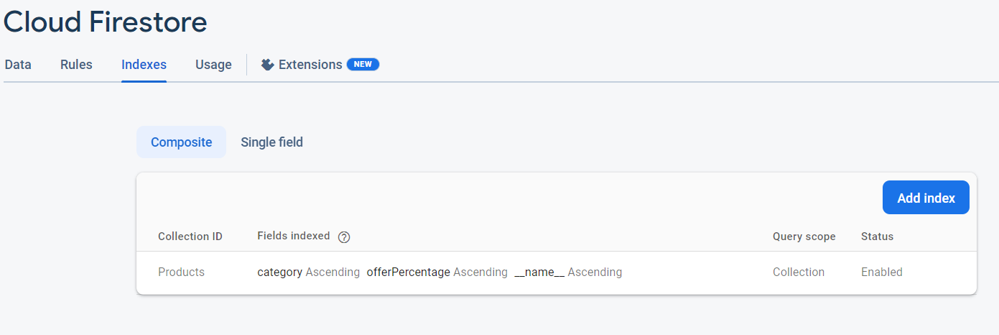 Cloud Firestore
Data Rules Indexes Usage Extensions NEW
Composite Single field
Add index
Collection ID Fields indexed ? Query scope Status
Products category Ascending offerPercentage Ascending __name__ Ascending Collection Enabled